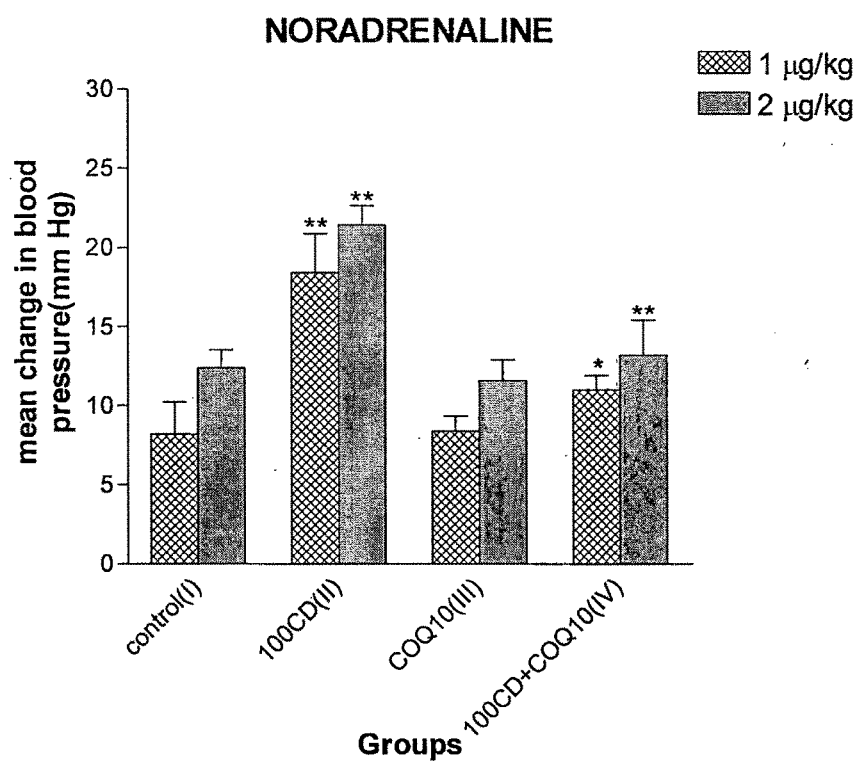 NORADRENALINE
1 µg/kg
2 µg/kg
30
25
20
15
10
5
0
mean change in blood
pressure(mm Hg)
**
**
*
**
control(I)
100CD(II)
COQ10(III)
100CD+COQ10(IV)
Groups